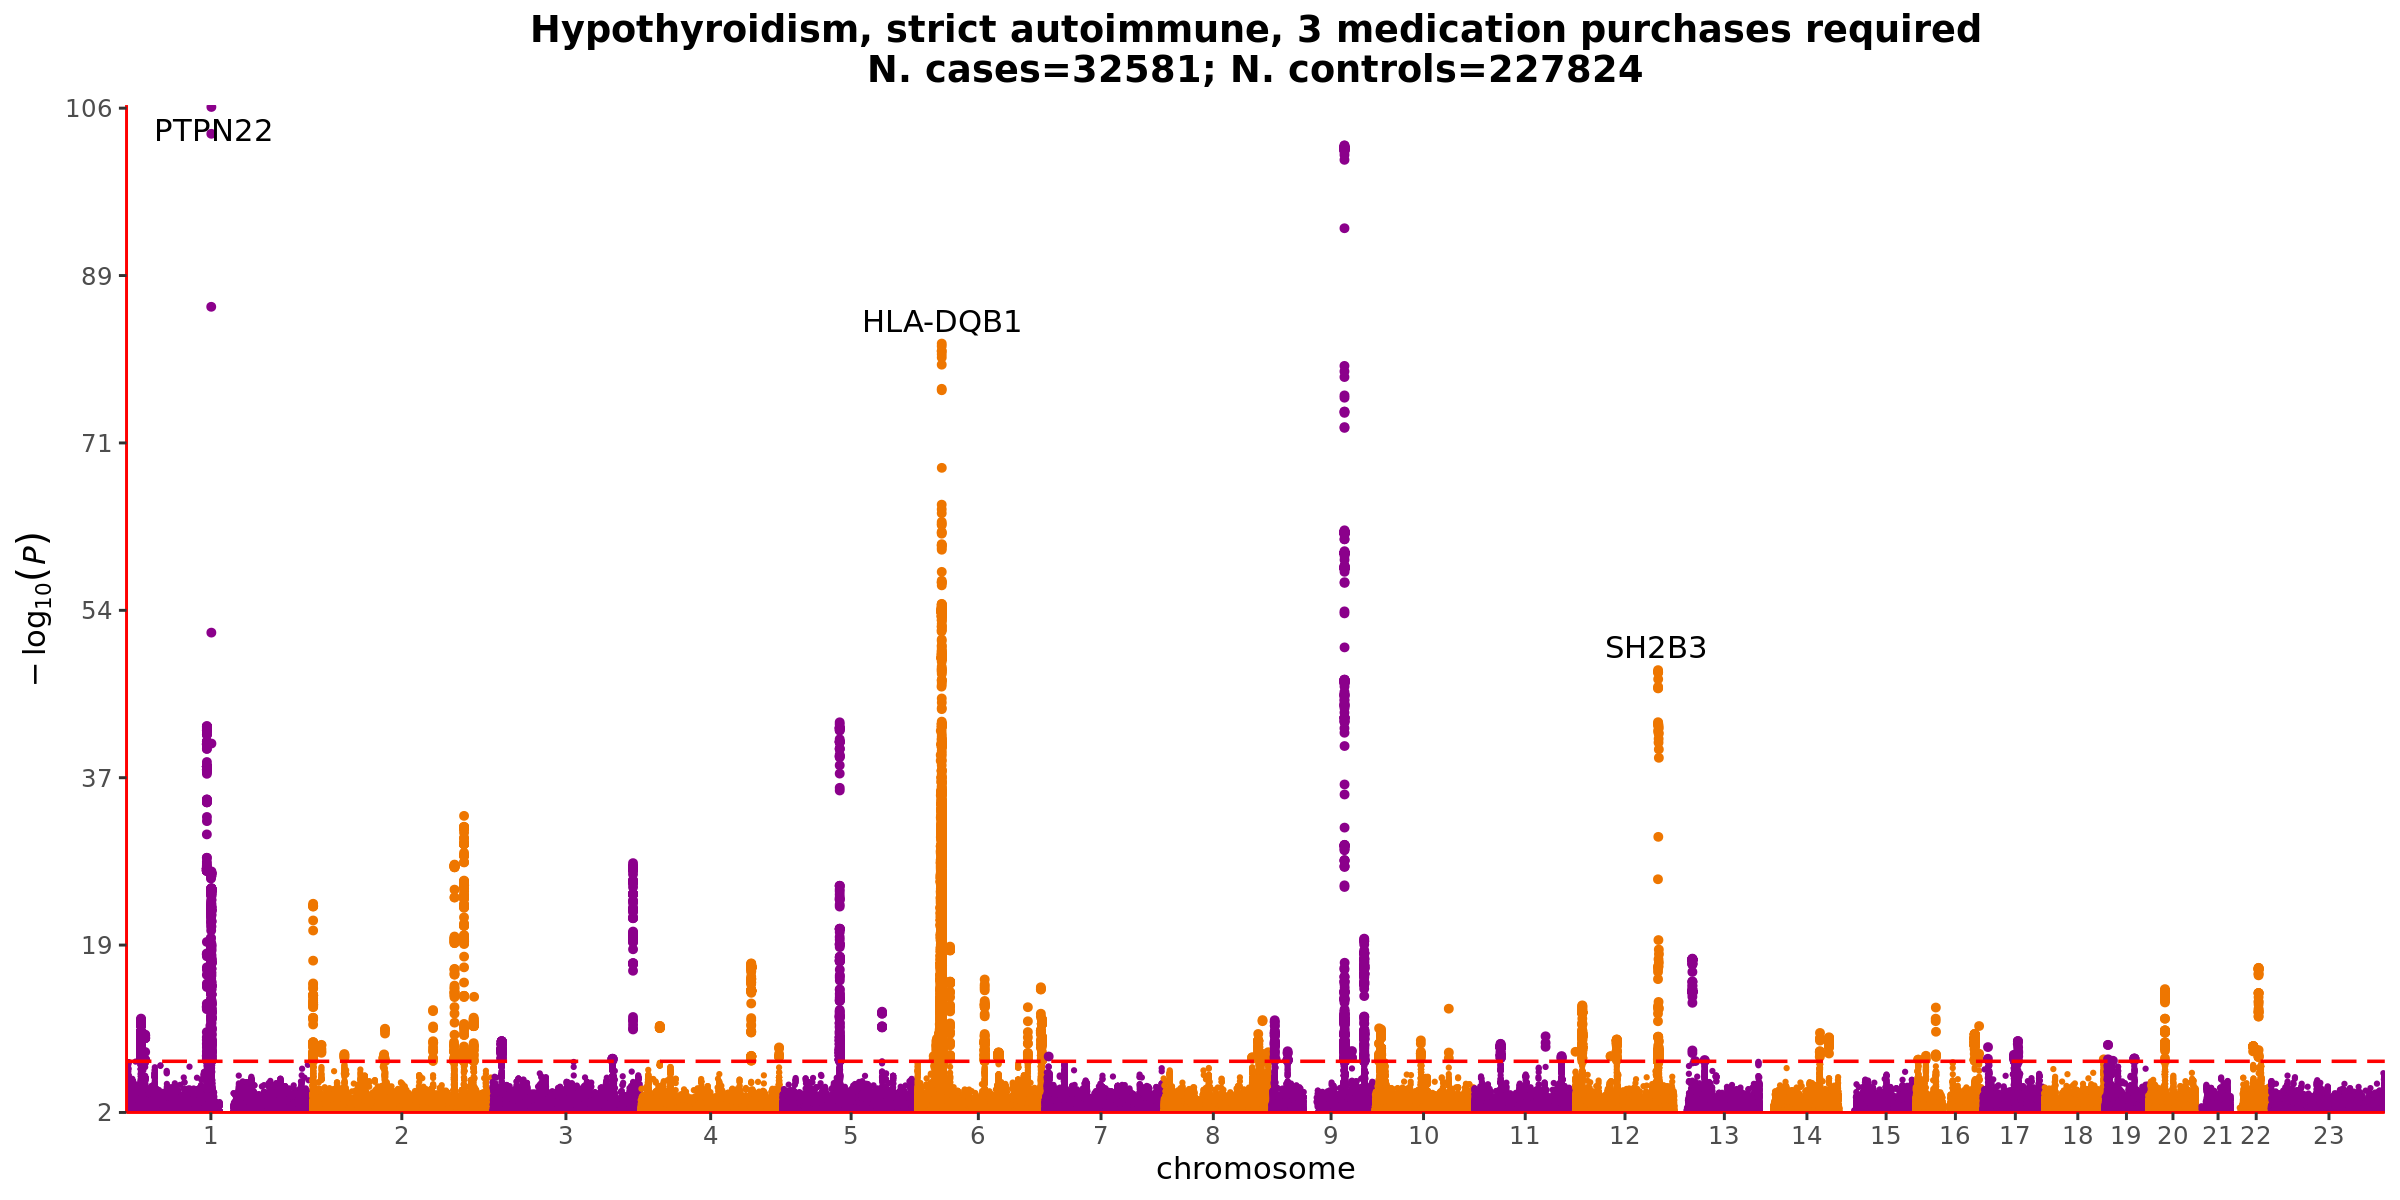 Hypothyroidism, strict autoimmune, 3 medication purchases required
N. cases=32581; N. controls=227824
106
PTPN22
89
HLA-DQB1
71
54
SH2B3
37
19
2
−log10(P)
1 2 3 4 5 6 7 8 9 10 11 12 13 14 15 16 17 18 19 20 21 22 23
chromosome